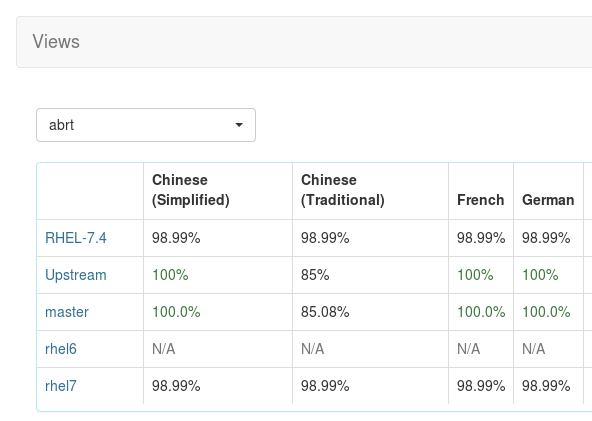 Views
abrt
Chinese (Simplified) Chinese (Traditional) French German
RHEL-7.4 98.99% 98.99% 98.99% 98.99%
Upstream 100% 85% 100% 100%
master 100.0% 85.08% 100.0% 100.0%
rhel6 N/A N/A N/A N/A
rhel7 98.99% 98.99% 98.99% 98.99%